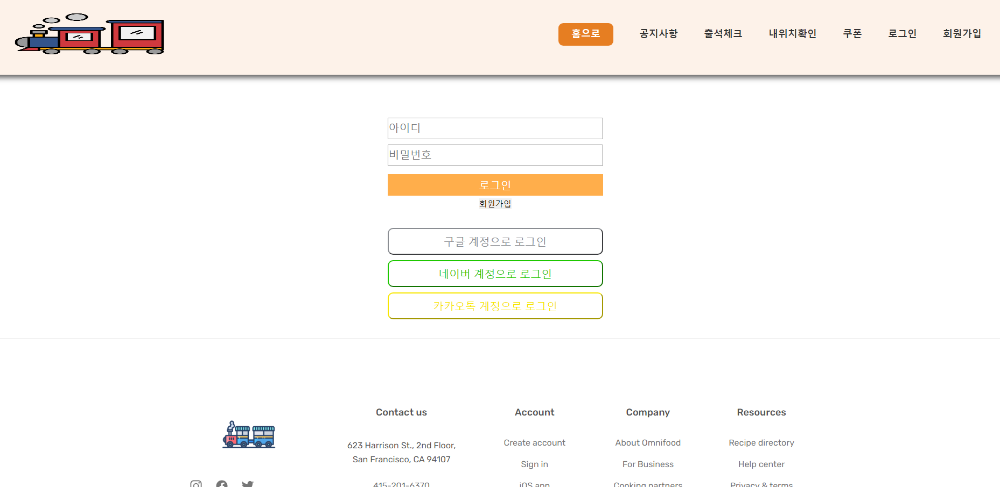 홈으로 공지사항 출석체크 내위치확인 쿠폰 로그인 회원가입
아이디
비밀번호
로그인
회원가입
구글 계정으로 로그인
네이버 계정으로 로그인
카카오톡 계정으로 로그인
Contact us
623 Harrison St., 2nd Floor,
San Francisco, CA 94107
415-201-6370
Account
Create account
Sign in
iOS app
Company
About Omnifood
For Business
Cooking partners
Resources
Recipe directory
Help center
Privacy & terms